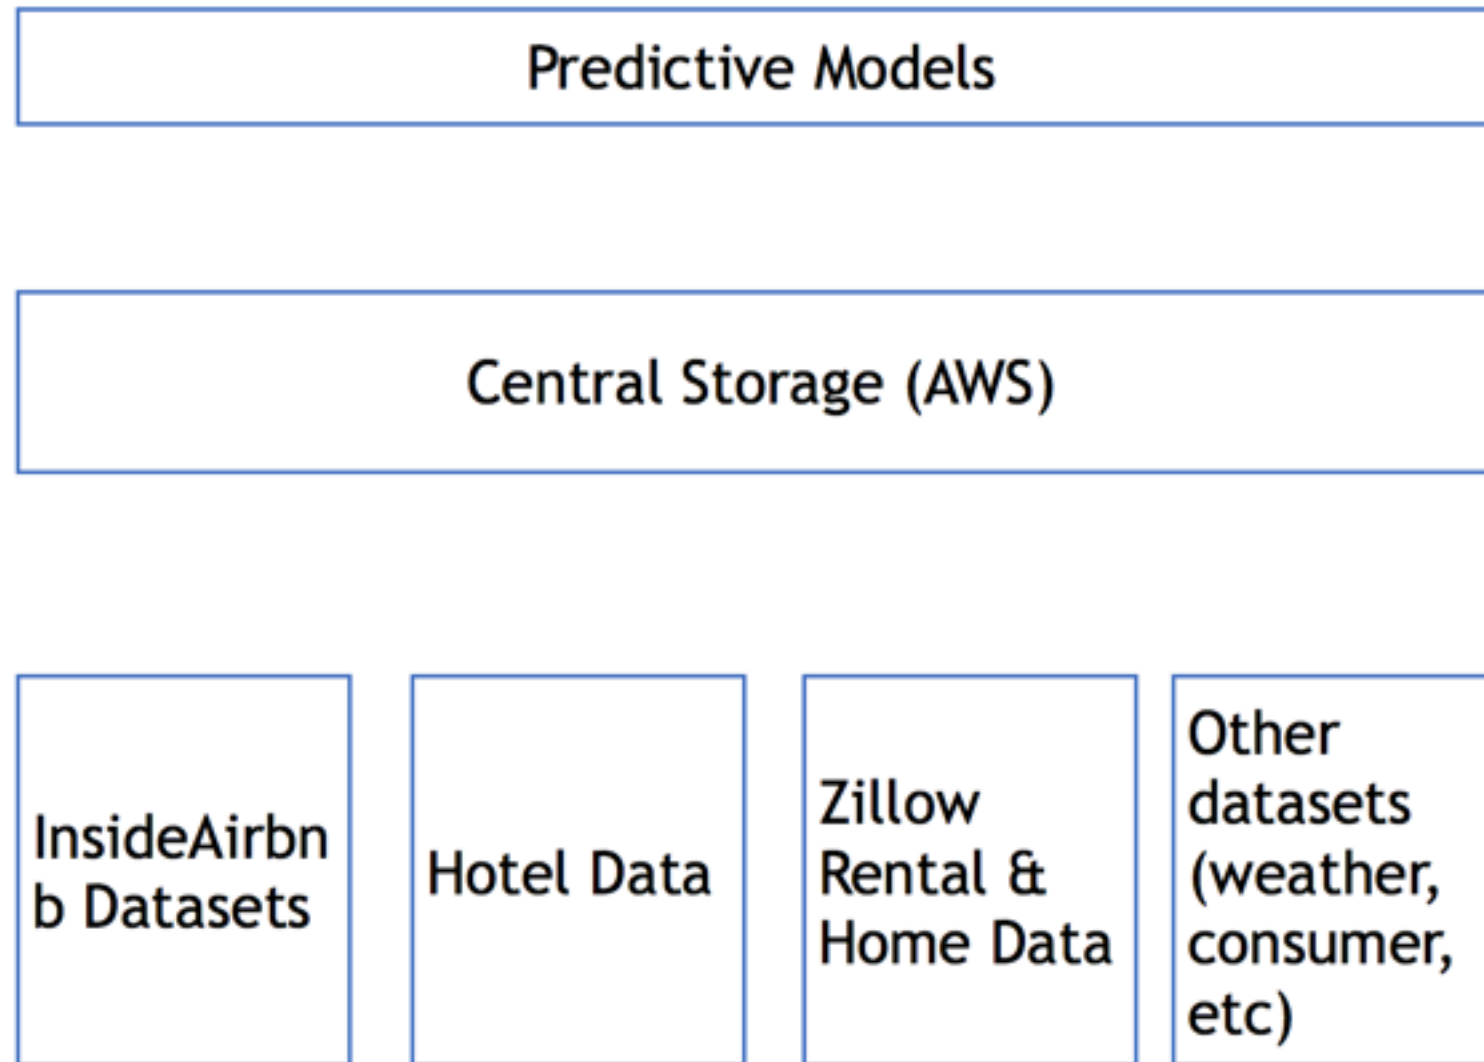 Predictive Models
Central Storage (AWS)
InsideAirbn
b Datasets
Hotel Data
Zillow
Rental &
Home Data
Other
datasets
(weather,
consumer,
etc)